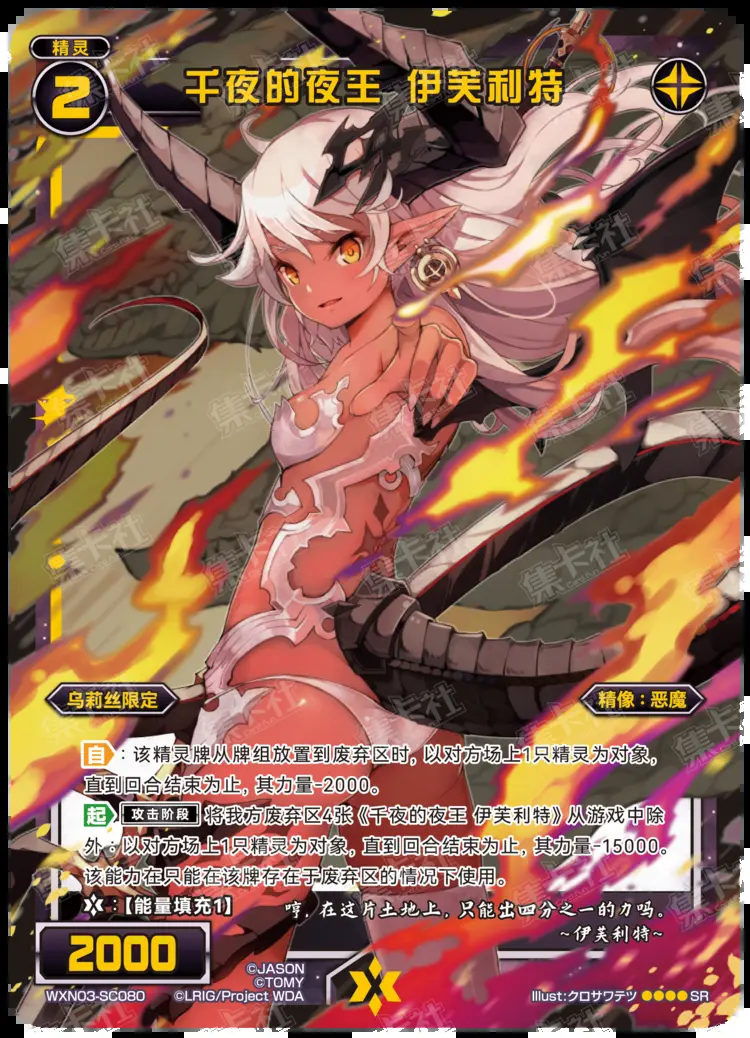 精灵
2
千夜的夜王 伊芙利特
乌莉丝限定
精像:恶魔
自:该精灵牌从牌组放置到废弃区时,以对方场上1只精灵为对象,
直到回合结束为止,其力量-2000。
起 攻击阶段 将我方废弃区4张《千夜的夜王 伊芙利特》从游戏中除
外:以对方场上1只精灵为对象,直到回合结束为止,其力量-15000。
该能力在只能在该牌存在于废弃区的情况下使用。
:【能量填充1】
哼,在这片土地上,只能出四分之一的力吗。
~伊芙利特~
2000
©JASON
©TOMY
WXN03-SC080 ©LRIG/Project WDA
Illust:クロサワテツ SR
集卡社